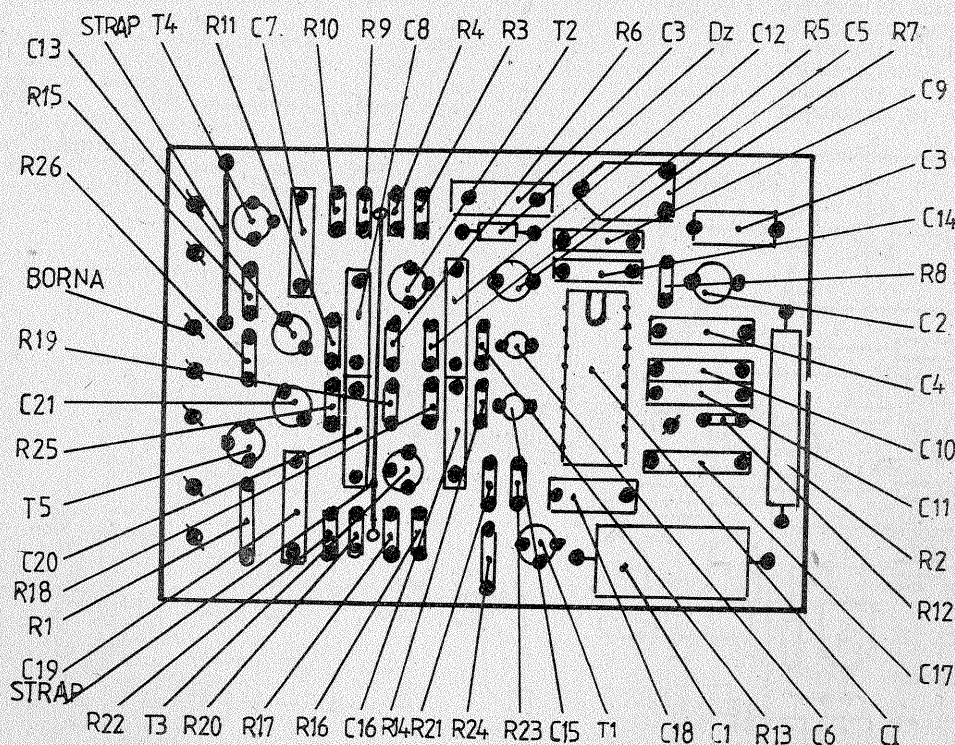 STRAP T4 R11 C7. R10 R9 C8 R4 R3 T2 R6 C3 Dz C12 R5 C5 R7
C13
R15
R26
BORNA
R19
C21
R25
T5
C20
R18
R1
C19
STRAP
C9
C3
C14
R8
C2
C4
C10
C11
R2
R12
C17
R22 T3 R20 R17 R16 C16 R14 R21 R24 R23 C15 T1 C18 C1 R13 C6 CI